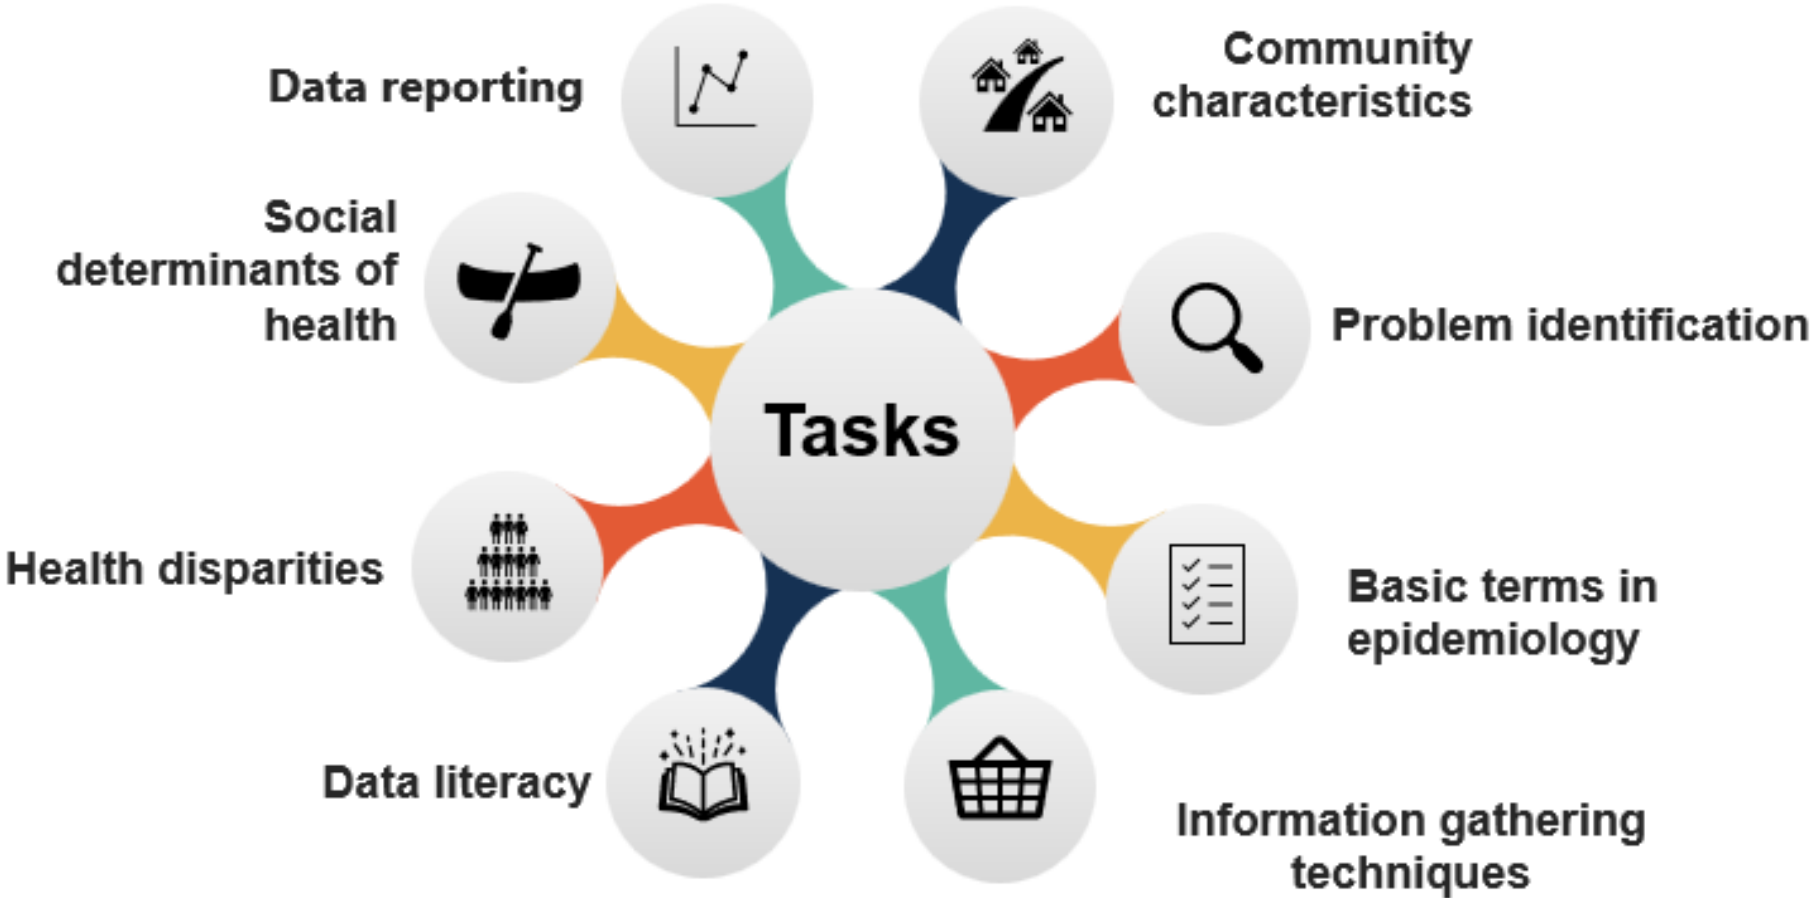 Data reporting
Community
characteristics
Social
determinants of
health
Problem identification
Tasks
Health disparities
Basic terms in
epidemiology
Data literacy
Information gathering
techniques